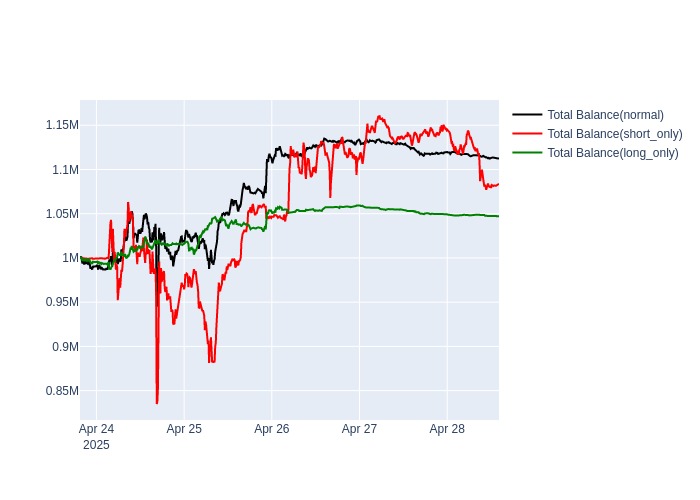 1.15M
1.1M
1.05M
1M
0.95M
0.9M
0.85M
Apr 24
2025
Apr 25
Apr 26
Apr 27
Apr 28
Total Balance(normal)
Total Balance(short_only)
Total Balance(long_only)